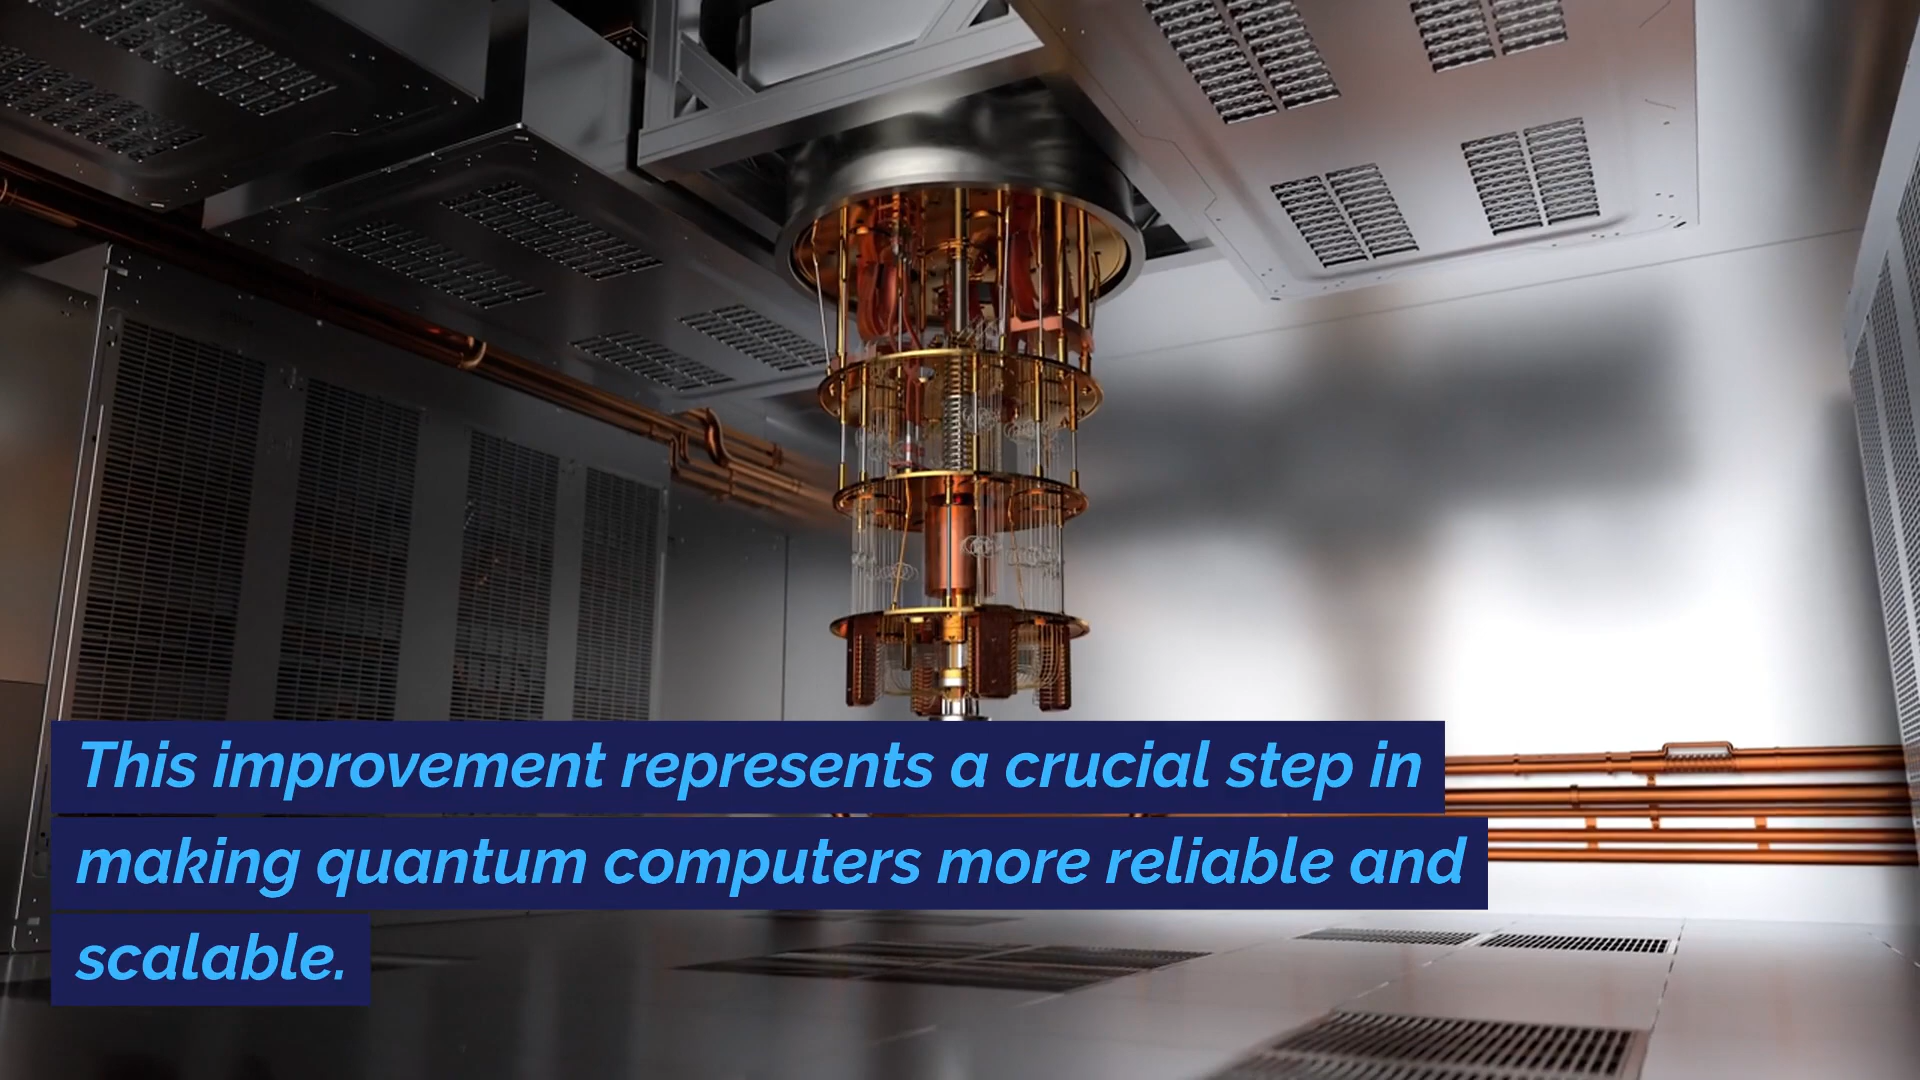 This improvement represents a crucial step in
making quantum computers more reliable and
scalable.